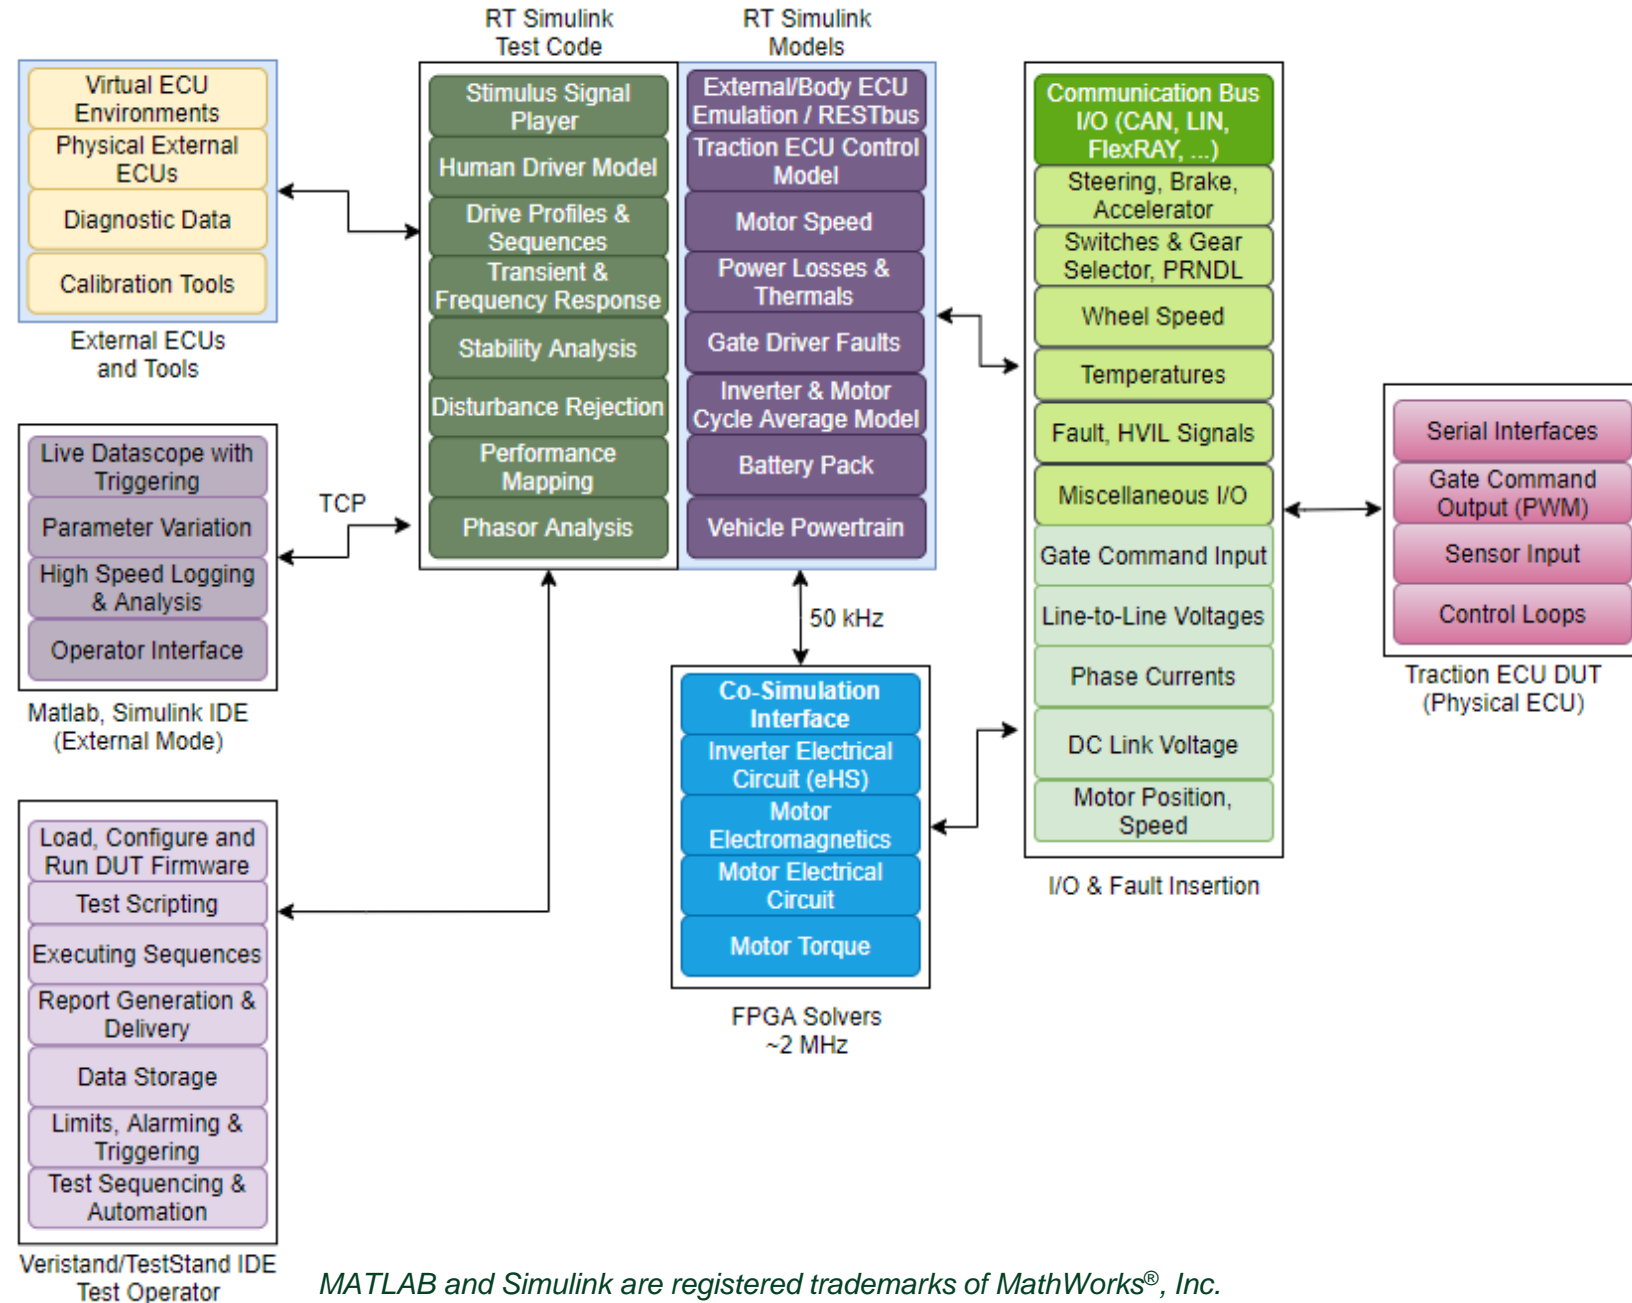 RT Simulink
Test Code
RT Simulink
Models
Virtual ECU
Environments
Physical External
ECUs
Diagnostic Data
Calibration Tools
External ECUs
and Tools
Live Datascope with
Triggering
Parameter Variation
High Speed Logging
& Analysis
Operator Interface
Matlab, Simulink IDE
(External Mode)
TCP
Load, Configure and
Run DUT Firmware
Test Scripting
Executing Sequences
Report Generation &
Delivery
Data Storage
Limits, Alarming &
Triggering
Test Sequencing &
Automation
Veristand/TestStand IDE
Test Operator
Stimulus Signal
Player
Human Driver Model
Drive Profiles &
Sequences
Transient &
Frequency Response
Stability Analysis
Disturbance Rejection
Performance
Mapping
Phasor Analysis
External/Body ECU
Emulation / RESTbus
Traction ECU Control
Model
Motor Speed
Power Losses &
Thermals
Gate Driver Faults
Inverter & Motor
Cycle Average Model
Battery Pack
Vehicle Powertrain
50 kHz
Co-Simulation
Interface
Inverter Electrical
Circuit (eHS)
Motor
Electromagnetics
Motor Electrical
Circuit
Motor Torque
FPGA Solvers
~2 MHz
Communication Bus
I/O (CAN, LIN,
FlexRAY, ...)
Steering, Brake,
Accelerator
Switches & Gear
Selector, PRNDL
Wheel Speed
Temperatures
Fault, HVIL Signals
Miscellaneous I/O
Gate Command Input
Line-to-Line Voltages
Phase Currents
DC Link Voltage
Motor Position,
Speed
I/O & Fault Insertion
Serial Interfaces
Gate Command
Output (PWM)
Sensor Input
Control Loops
Traction ECU DUT
(Physical ECU)
MATLAB and Simulink are registered trademarks of MathWorks®, Inc.